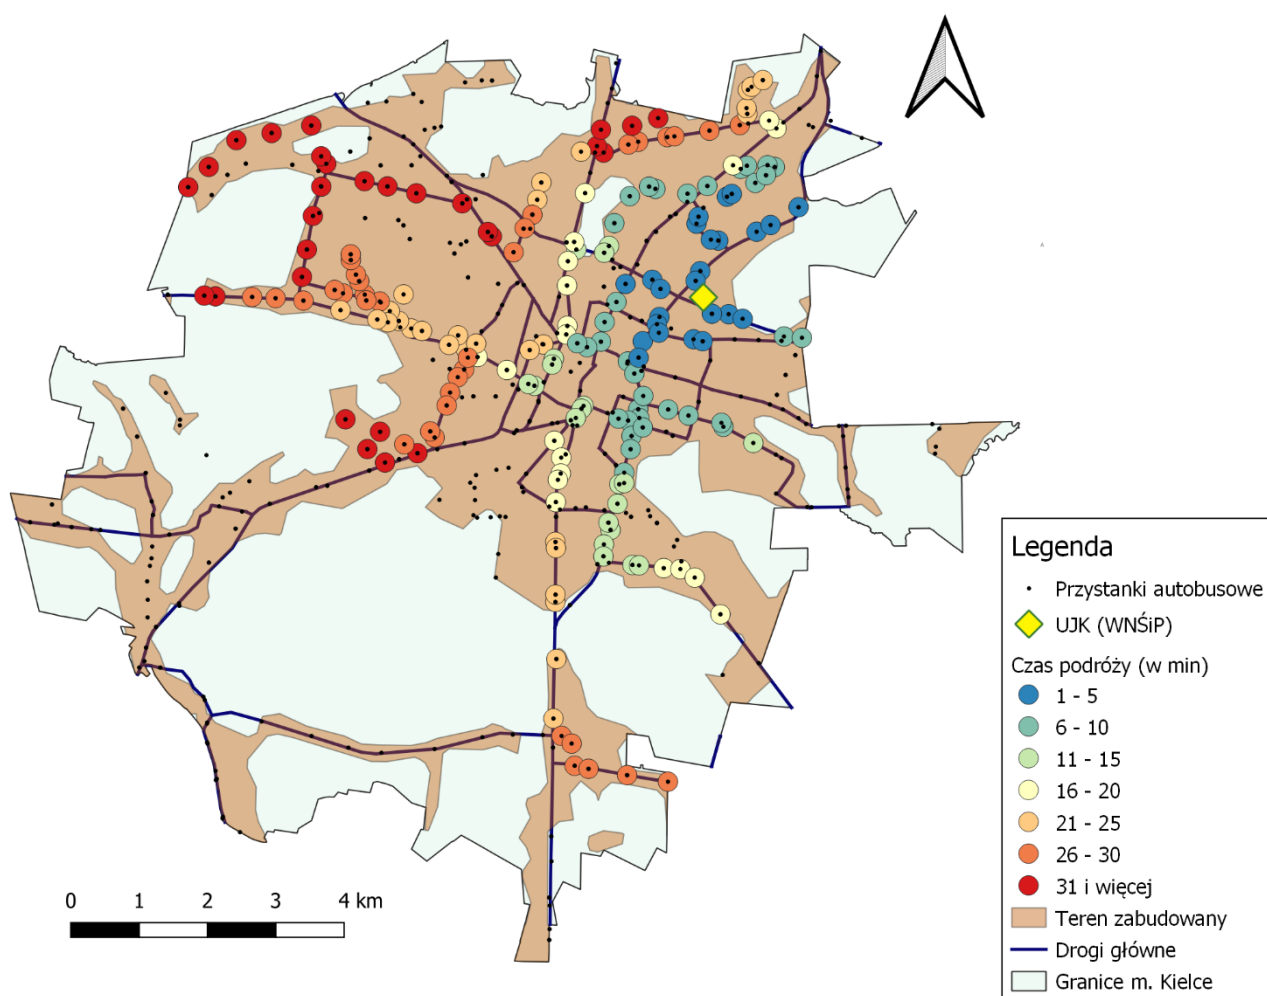 Legenda
Przystanki autobusowe
UJK (WNŚiP)
Czas podróży (w min)
1 - 5
6 - 10
11 - 15
16 - 20
21 - 25
26 - 30
31 i więcej
Teren zabudowany
Drogi główne
Granice m. Kielce
0 1 2 3 4 km